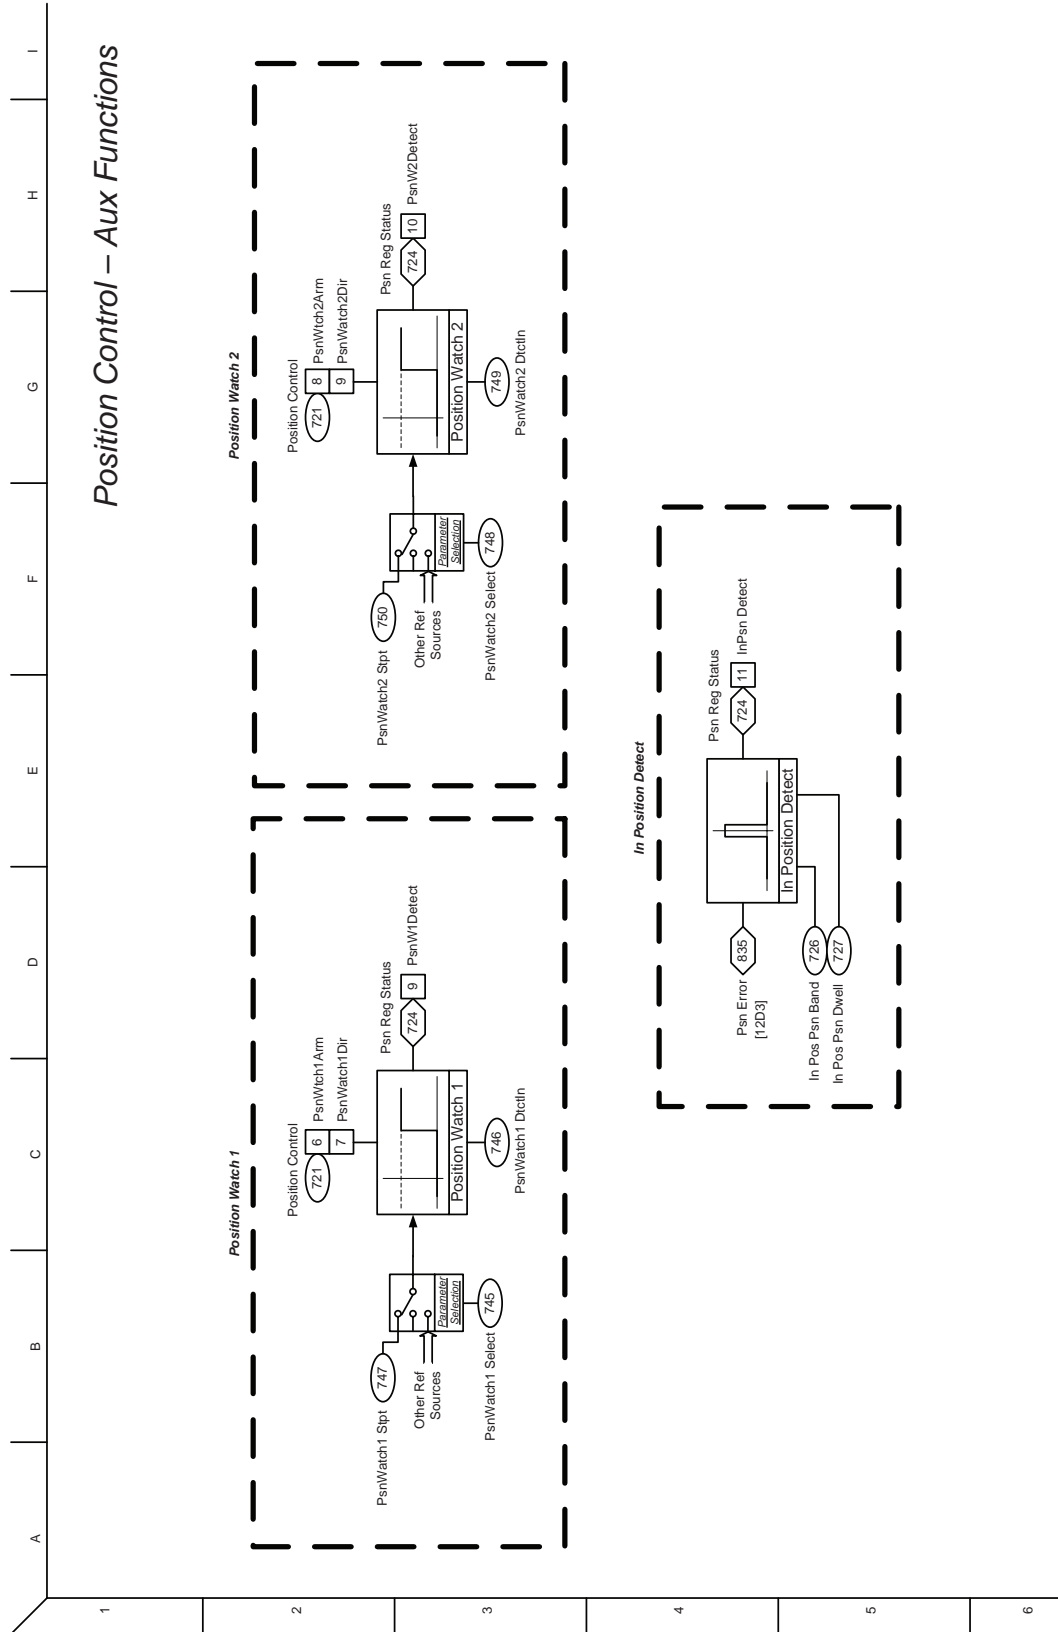 A
B
C
D
E
F
G
H
I
1
2
3
4
5
6
Position Control – Aux Functions
Position Watch 1
Position Control
721
6
PsnWtch1Arm
7
PsnWatch1Dir
PsnWatch1 Stpt
747
Other Ref
Sources
Parameter
Selection
PsnWatch1 Select
745
Position Watch 1
746
PsnWatch1 DtctIn
Psn Reg Status
724
9
PsnW1Detect
Position Watch 2
Position Control
721
8
PsnWtch2Arm
9
PsnWatch2Dir
PsnWatch2 Stpt
750
Other Ref
Sources
Parameter
Selection
PsnWatch2 Select
748
Position Watch 2
749
PsnWatch2 DtctIn
Psn Reg Status
724
10
PsnW2Detect
In Position Detect
Psn Error
[12D3]
835
In Position Detect
Psn Reg Status
724
11
InPsn Detect
In Pos Psn Band
726
In Pos Psn Dwell
727